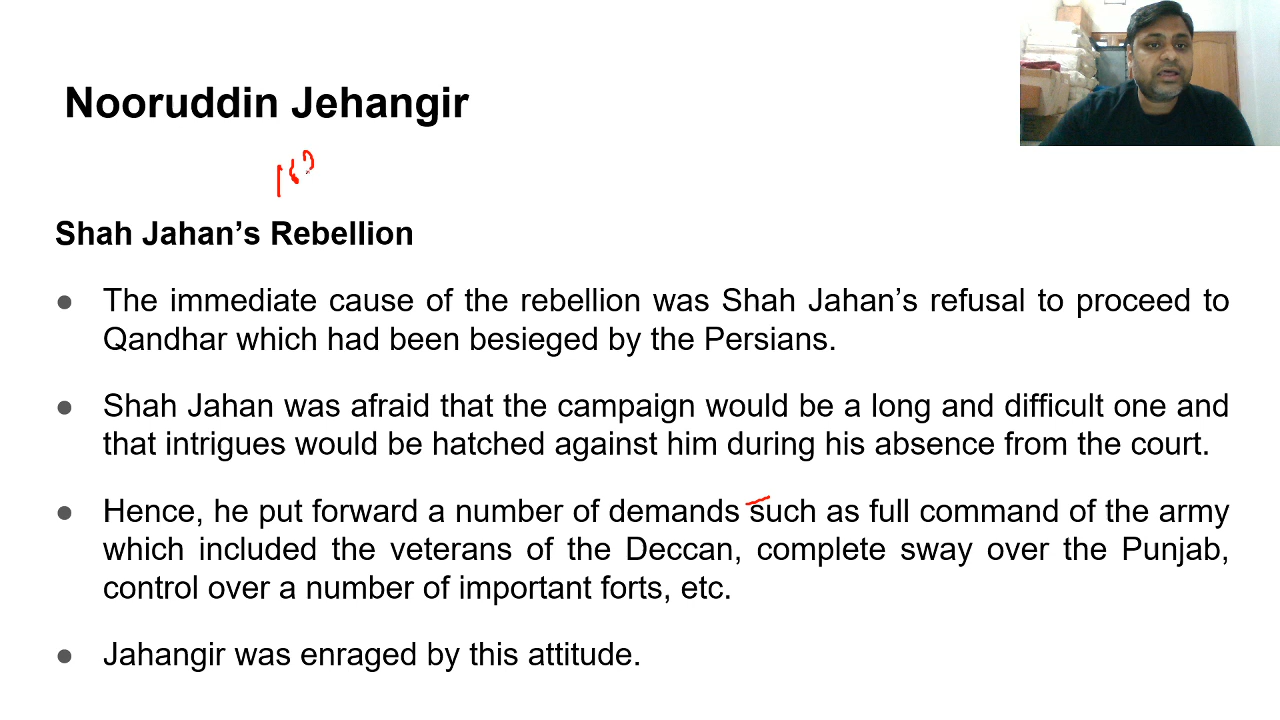 Nooruddin Jehangir
Shah Jahan’s Rebellion
● The immediate cause of the rebellion was Shah Jahan’s refusal to proceed to
Qandhar which had been besieged by the Persians.
● Shah Jahan was afraid that the campaign would be a long and difficult one and
that intrigues would be hatched against him during his absence from the court.
● Hence, he put forward a number of demands such as full command of the army
which included the veterans of the Deccan, complete sway over the Punjab,
control over a number of important forts, etc.
● Jahangir was enraged by this attitude.